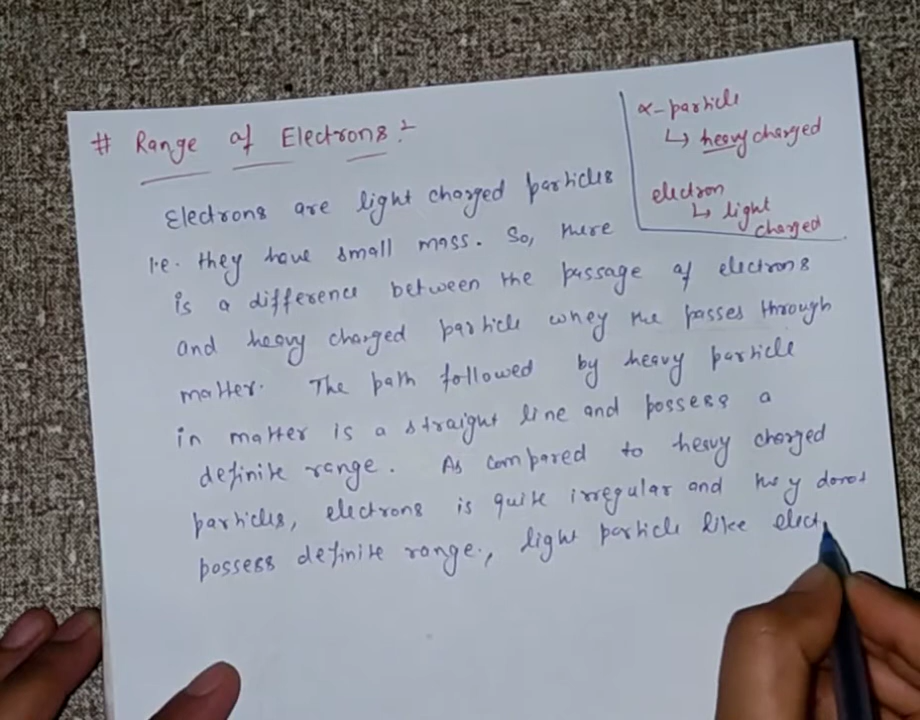 # Range of Electrons:
α-particle
↳ heavy charged
electron
↳ light
charged
Electrons are light charged particles
i.e. they have small mass. So, there
is a difference between the passage of electrons
and heavy charged particle whey the passes through
matter. The path followed by heavy particle
in matter is a straight line and possess a
definite range. As compared to heavy charged
particles, electrons is quite irregular and they donot
possess definite range., light particle like elect